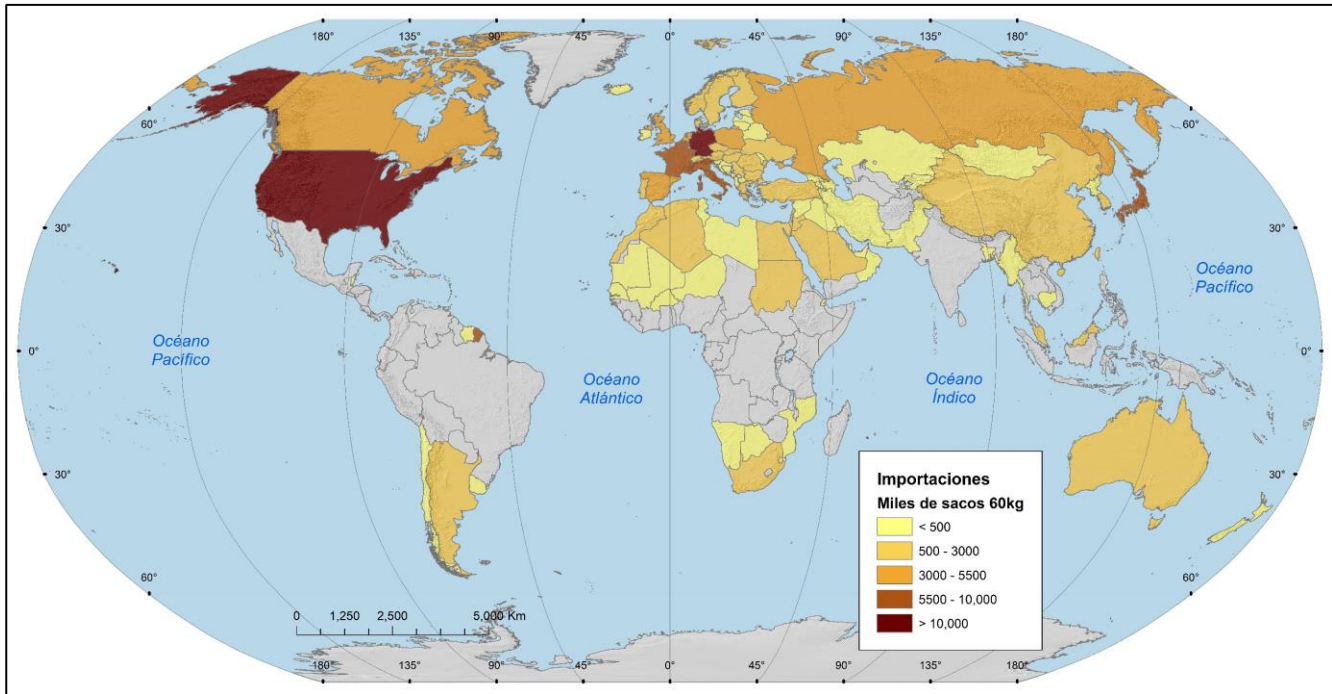 180° 135° 90° 45° 0° 45° 90° 135° 180°
60° 60°
30° 30°
Océano
Pacífico
Océano
Pacífico
0° 0°
Océano
Atlántico
Océano
Índico
30° 30°
60° 60°
Importaciones
Miles de sacos 60kg
< 500
500 - 3000
3000 - 5500
5500 - 10,000
> 10,000
0 1,250 2,500 5,000 Km
180° 135° 90° 45° 0° 45° 90° 135° 180°